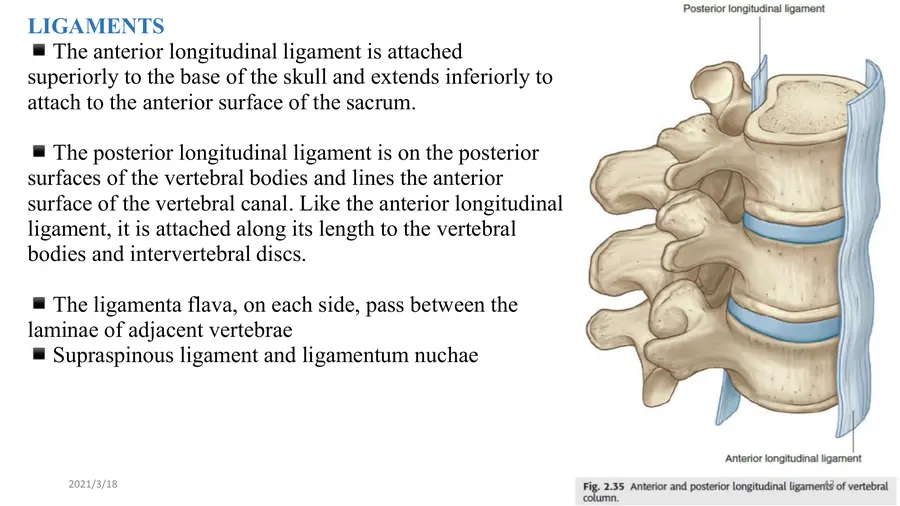 LIGAMENTS
▪ The anterior longitudinal ligament is attached
superiorly to the base of the skull and extends inferiorly to
attach to the anterior surface of the sacrum.
▪ The posterior longitudinal ligament is on the posterior
surfaces of the vertebral bodies and lines the anterior
surface of the vertebral canal. Like the anterior longitudinal
ligament, it is attached along its length to the vertebral
bodies and intervertebral discs.
▪ The ligamenta flava, on each side, pass between the
laminae of adjacent vertebrae
▪ Supraspinous ligament and ligamentum nuchae
Posterior longitudinal ligament
Anterior longitudinal ligament
Fig. 2.35 Anterior and posterior longitudinal ligaments of vertebral
column.
2021/3/18